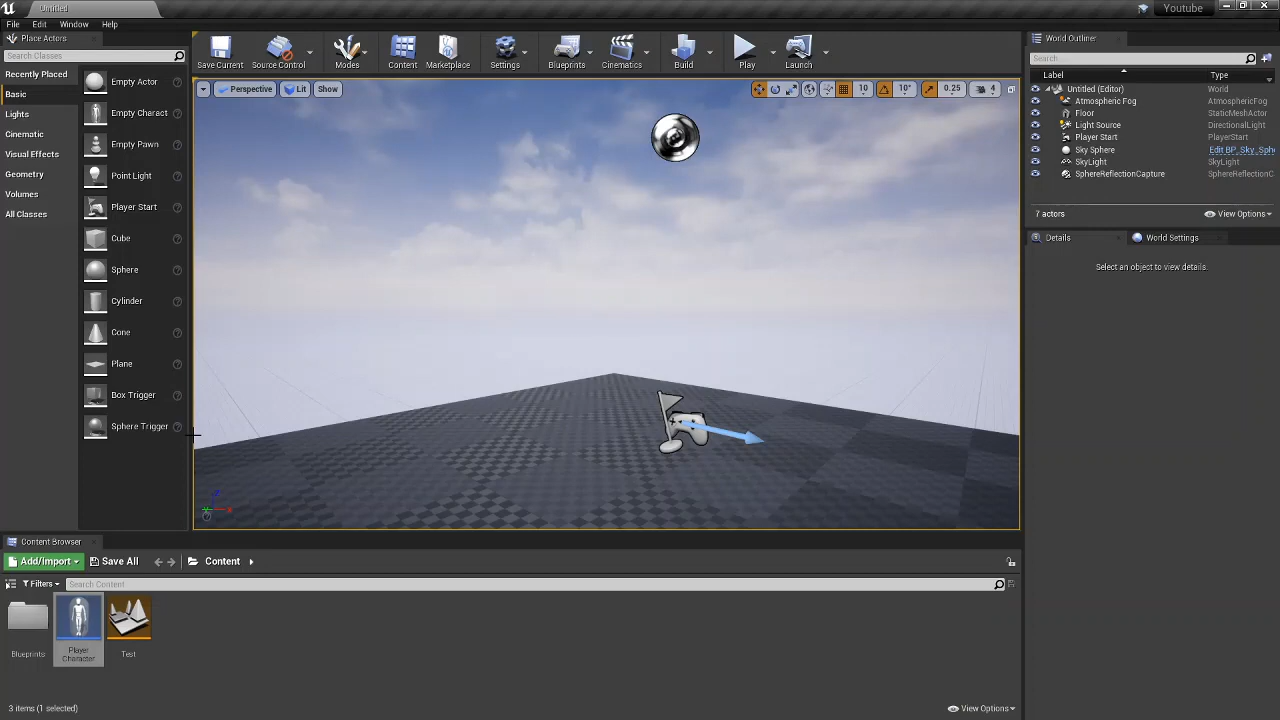 Untitled
Youtube
File Edit Window Help
Place Actors
Search Classes
Recently Placed
Basic
Lights
Cinematic
Visual Effects
Geometry
Volumes
All Classes
Empty Actor
Empty Charact
Empty Pawn
Point Light
Player Start
Cube
Sphere
Cylinder
Cone
Plane
Box Trigger
Sphere Trigger
Save Current Source Control Modes Content Marketplace Settings Blueprints Cinematics Build Play Launch
Perspective Lit Show
10 10° 0.25 4
World Outliner
Search...
Label Type
Untitled (Editor) World
Atmospheric Fog AtmosphericFog
Floor StaticMeshActor
Light Source DirectionalLight
Player Start PlayerStart
Sky Sphere Edit BP_Sky_Sph
SkyLight SkyLight
SphereReflectionCapture SphereReflectionC
7 actors View Options
Details World Settings
Select an object to view details.
Content Browser
Add/Import Save All Content
Filters Search Content
Blueprints
Player
Character
Test
3 items (1 selected) View Options